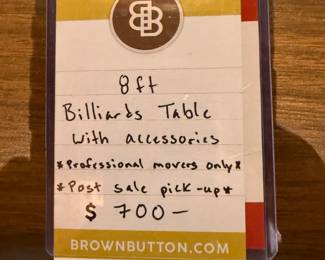 8ft
Billiards Table
with accessories
*Professional movers only*
*Post sale pick-up*
$ 700-
BROWNBUTTON.COM